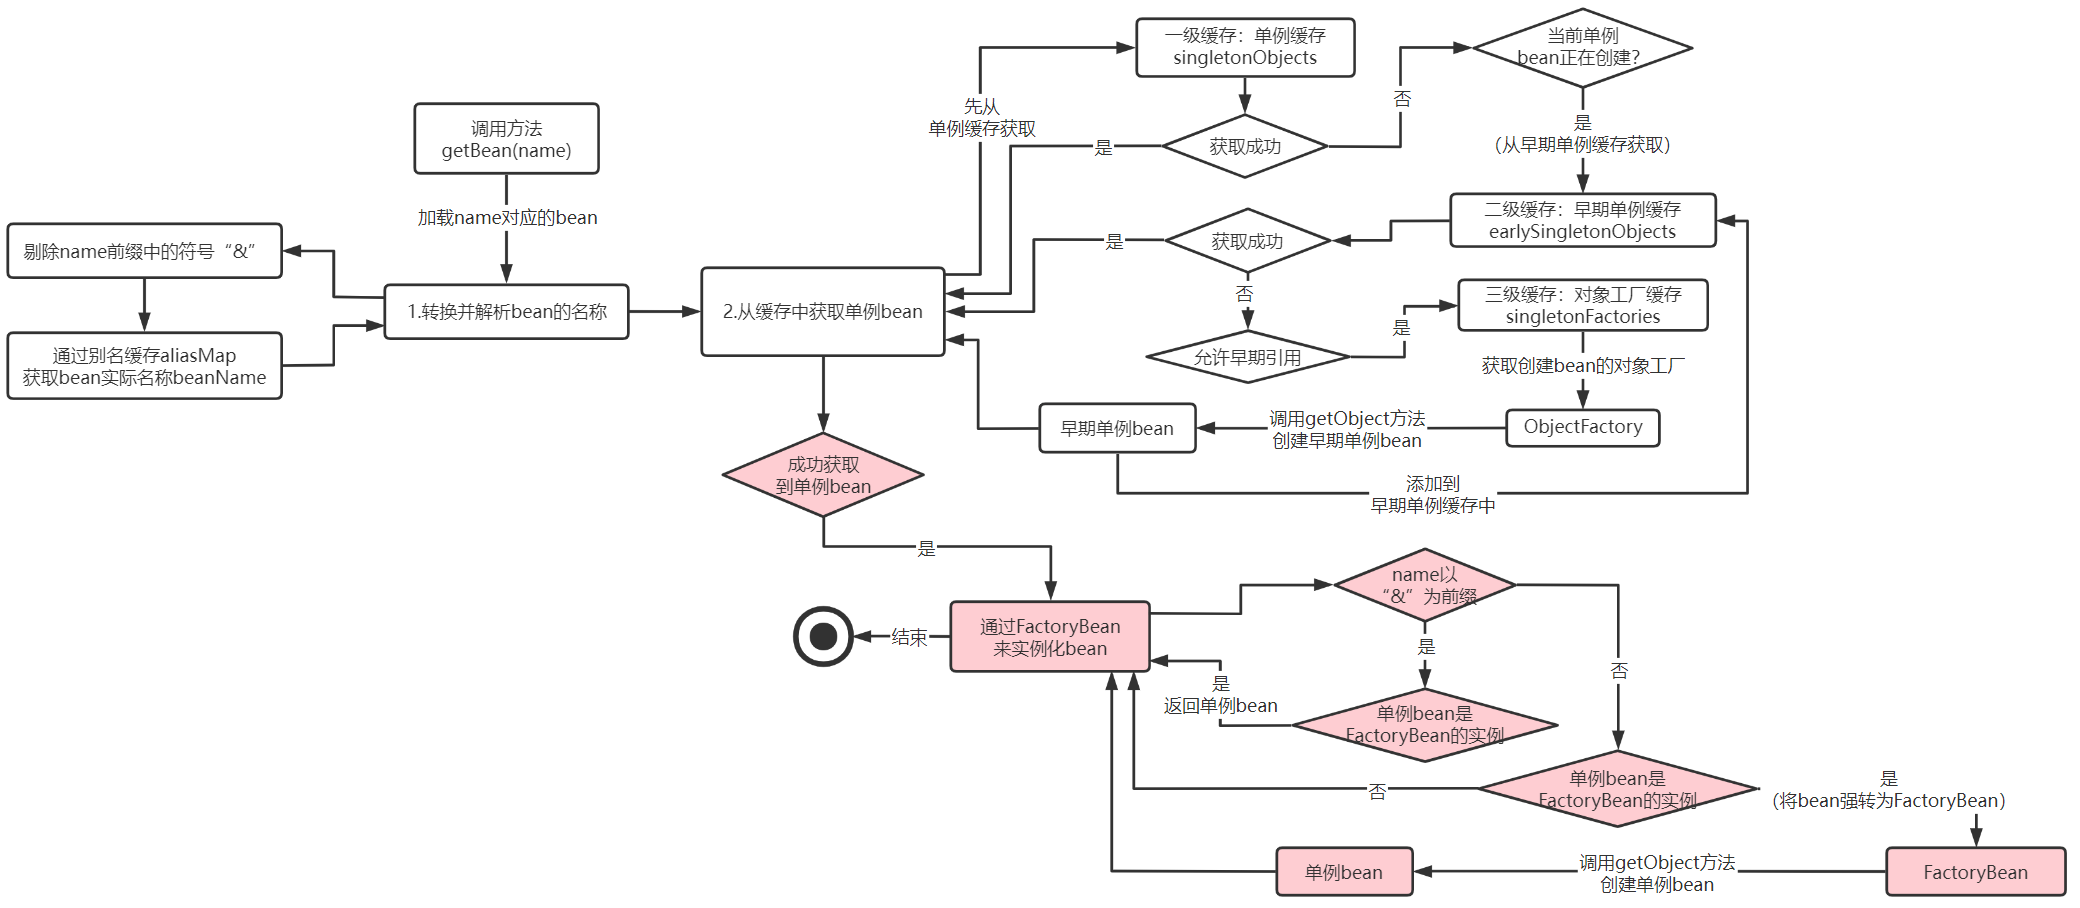 调用方法
getBean(name)
加载name对应的bean
剔除name前缀中的符号“&”
通过别名缓存aliasMap
获取bean实际名称beanName
1.转换并解析bean的名称
2.从缓存中获取单例bean
先从
单例缓存获取
一级缓存：单例缓存
singletonObjects
获取成功
是
否
当前单例
bean正在创建？
是
（从早期单例缓存获取）
二级缓存：早期单例缓存
earlySingletonObjects
获取成功
是
否
允许早期引用
是
三级缓存：对象工厂缓存
singletonFactories
获取创建bean的对象工厂
ObjectFactory
调用getObject方法
创建早期单例bean
早期单例bean
添加到
早期单例缓存中
成功获取
到单例bean
是
通过FactoryBean
来实例化bean
结束
name以
“&”为前缀
是
否
单例bean是
FactoryBean的实例
是
返回单例bean
单例bean是
FactoryBean的实例
否
是
（将bean强转为FactoryBean）
FactoryBean
调用getObject方法
创建单例bean
单例bean